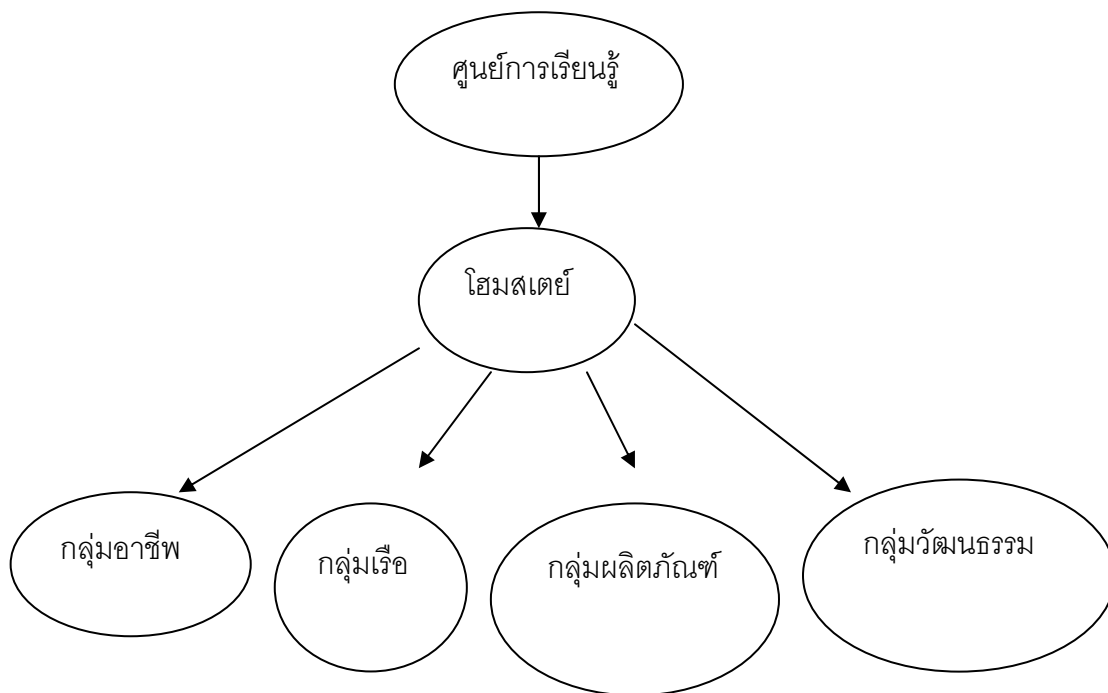 ศูนย์การเรียนรู้
โฮมสเตย์
กลุ่มอาชีพ
กลุ่มเรือ
กลุ่มผลิตภัณฑ์
กลุ่มวัฒนธรรม